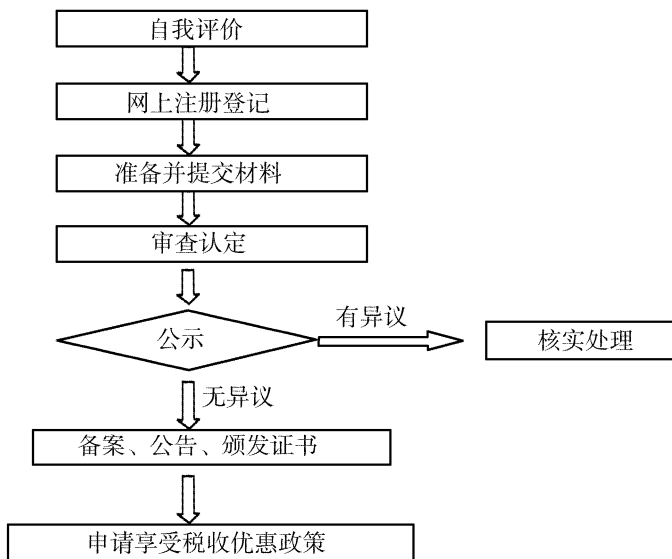 自我评价
网上注册登记
准备并提交材料
审查认定
公示
有异议
核实处理
无异议
备案、公告、颁发证书
申请享受税收优惠政策